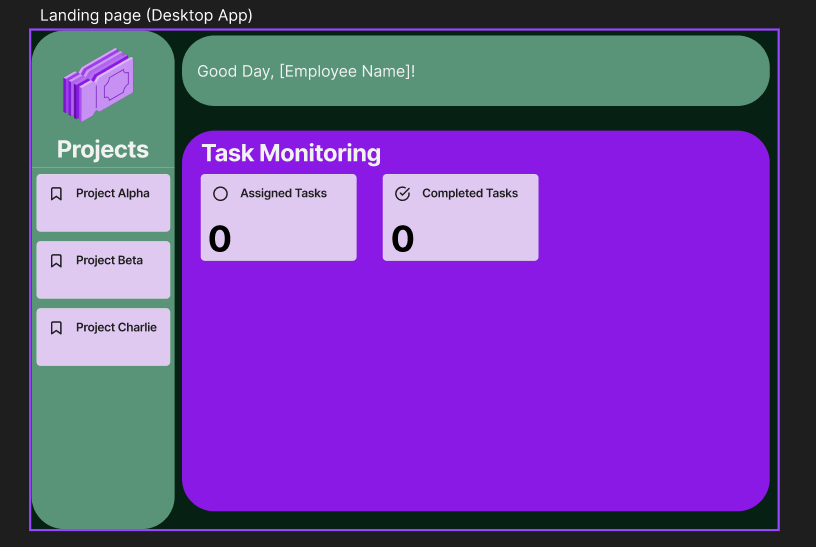 Landing page (Desktop App)
Good Day, [Employee Name]!
Projects
Project Alpha
Project Beta
Project Charlie
Task Monitoring
Assigned Tasks
0
Completed Tasks
0